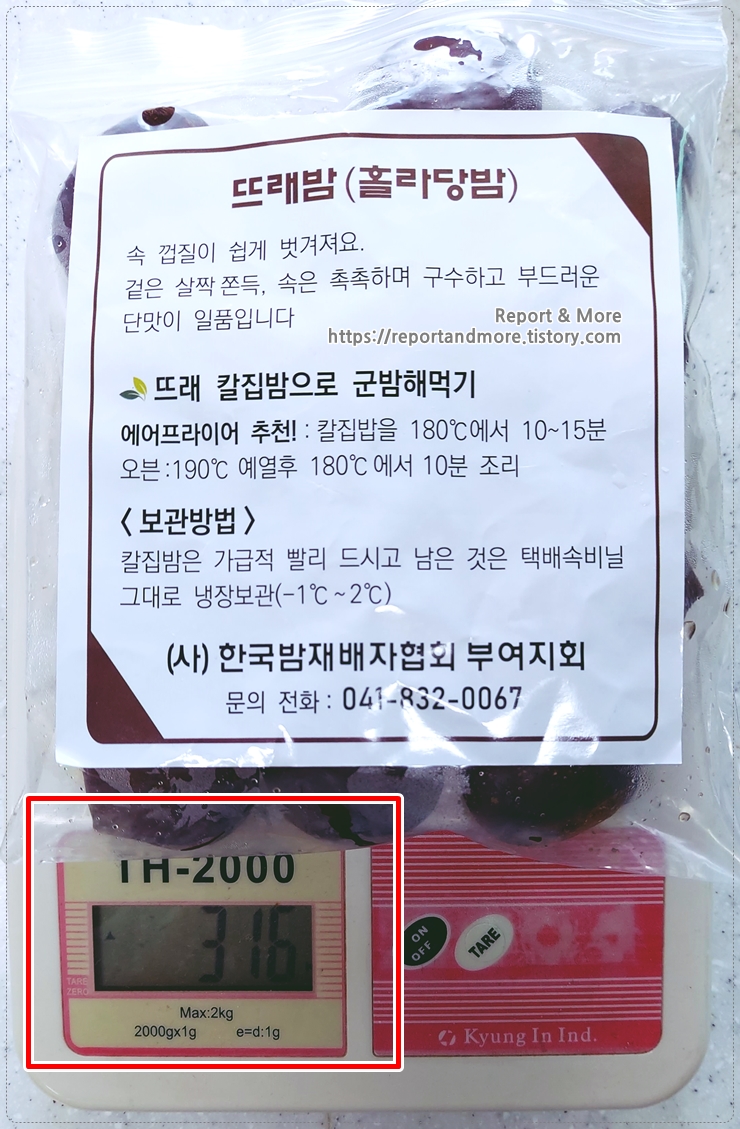 뜨래밤 (홀라당밤)
속 껍질이 쉽게 벗겨져요.
겉은 살짝 쫀득, 속은 촉촉하며 구수하고 부드러운
단맛이 일품입니다
Report & More
https://reportandmore.tistory.com
뜨래 칼집밤으로 군밤해먹기
에어프라이어 추천! : 칼집밥을 180℃에서 10~15분
오븐 :190℃ 예열후 180℃에서 10분 조리
< 보관방법 >
칼집밤은 가급적 빨리 드시고 남은 것은 택배속비닐
그대로 냉장보관(-1℃~2℃)
(사) 한국밤재배자협회 부여지회
문의 전화 : 041-832-0067
TH-2000
316
ON
OFF
TARE
TARE
ZERO
Max:2kg
2000gx1g e=d:1g
Kyung In Ind.